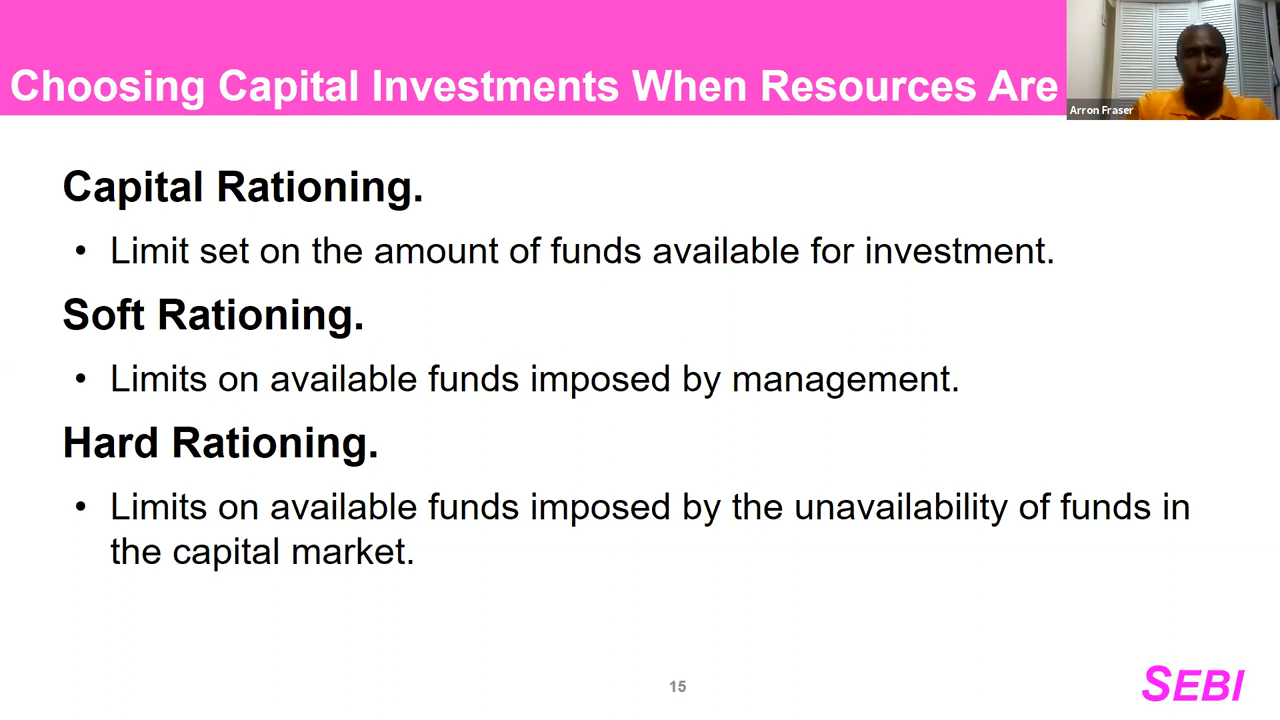 Choosing Capital Investments When Resources Are
Arron Fraser
Capital Rationing.
• Limit set on the amount of funds available for investment.
Soft Rationing.
• Limits on available funds imposed by management.
Hard Rationing.
• Limits on available funds imposed by the unavailability of funds in
the capital market.
15
SEBI